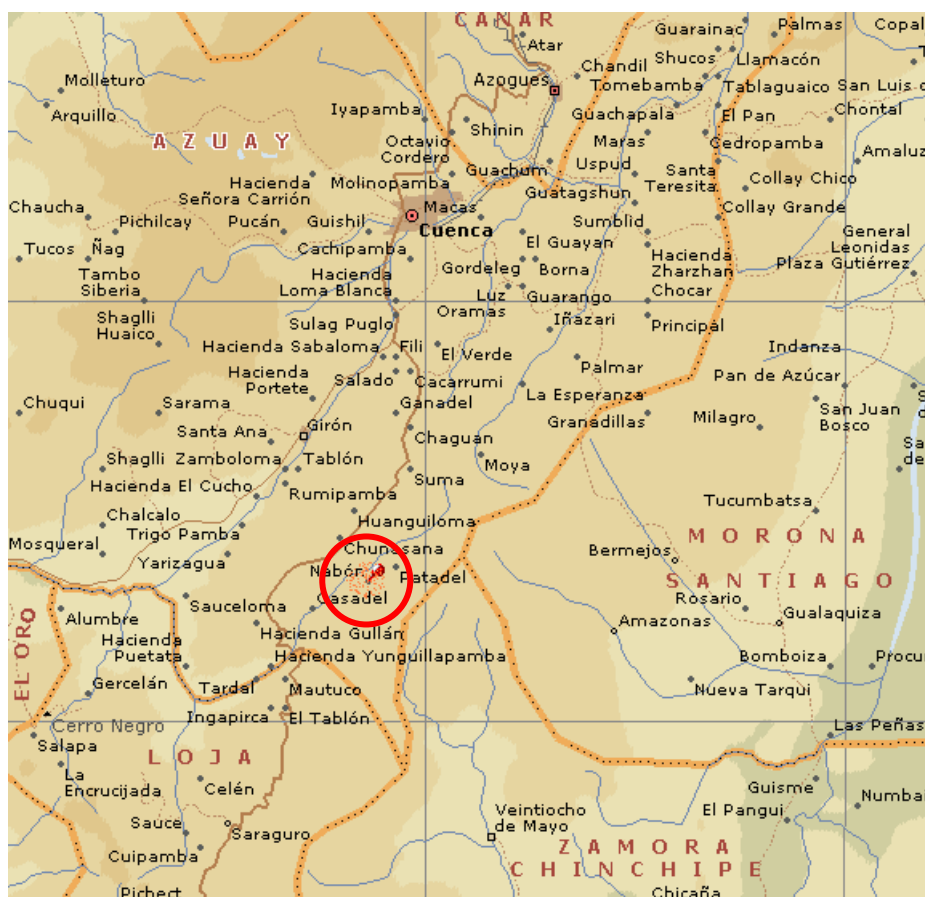 CANAR
Guarainac
Palmas
Copal
Atar
Molleturo
Azogues
Chandil
Shucos
Llamacón
Tomebamba
Tablaguaico
San Luis
Arquillo
Iyapamba
Shinin
Guachapala
El Pan
Chontal
AZUAY
Octavio
Cordero
Maras
Cedropamba
Hacienda
Señora Carrión
Molinopamba
Guachum
Uspud
Santa
Teresita
Amaluz
Collay Chico
Chaucha
Pichilcay
Pucán
Guishil
Macas
Guatagshun
Sumblid
Collay Grande
Cuenca
Tucos
Ñag
Cachipamba
El Guayan
Hacienda
Zharzhan
General
Leonidas
Plaza Gutiérrez
Tambo
Siberia
Hacienda
Loma Blanca
Gordeleg
Borna
Luz
Oramas
Guarango
Chocar
Shaglli
Huaico
Sulag Puglo
Iñazari
Principál
Hacienda Sabaloma
Fili
El Verde
Indanza
Hacienda
Portete
Salado
Cacarrumi
Palmar
Pan de Azúcar
Chuqui
Sarama
Ganadel
La Esperanza
Granadillas
Milagro
San Juan
Bosco
Santa Ana
Girón
Chaguan
Shaglli
Zamboloma
Tablón
Moya
Hacienda El Cucho
Suma
Rumipamba
Tucumbatsa
Chalcalo
Trigo Pamba
Huanguiloma
MORONA
SANTIAGO
Mosqueral
Yarizagua
Chunasana
Bermejos
Nabón
Patadel
Casadel
Rosario
Sauceloma
Gualaquiza
EL ORO
Alumbre
Hacienda
Puetata
Hacienda Gullán
Amazonas
Hacienda Yunguillapamba
Bomboiza
Procu
Gercelán
Tardal
Mautuco
Nueva Tarqui
Ingapirca
El Tablón
Cerro Negro
Las Peñas
Salapa
LOJA
La
Encrucijada
Celén
Guisme
Numbai
El Pangui
Veintiocho
de Mayo
Sauce
Saraguro
Cuipamba
ZAMORA
CHINCHIPE
Pichert
Chicaña